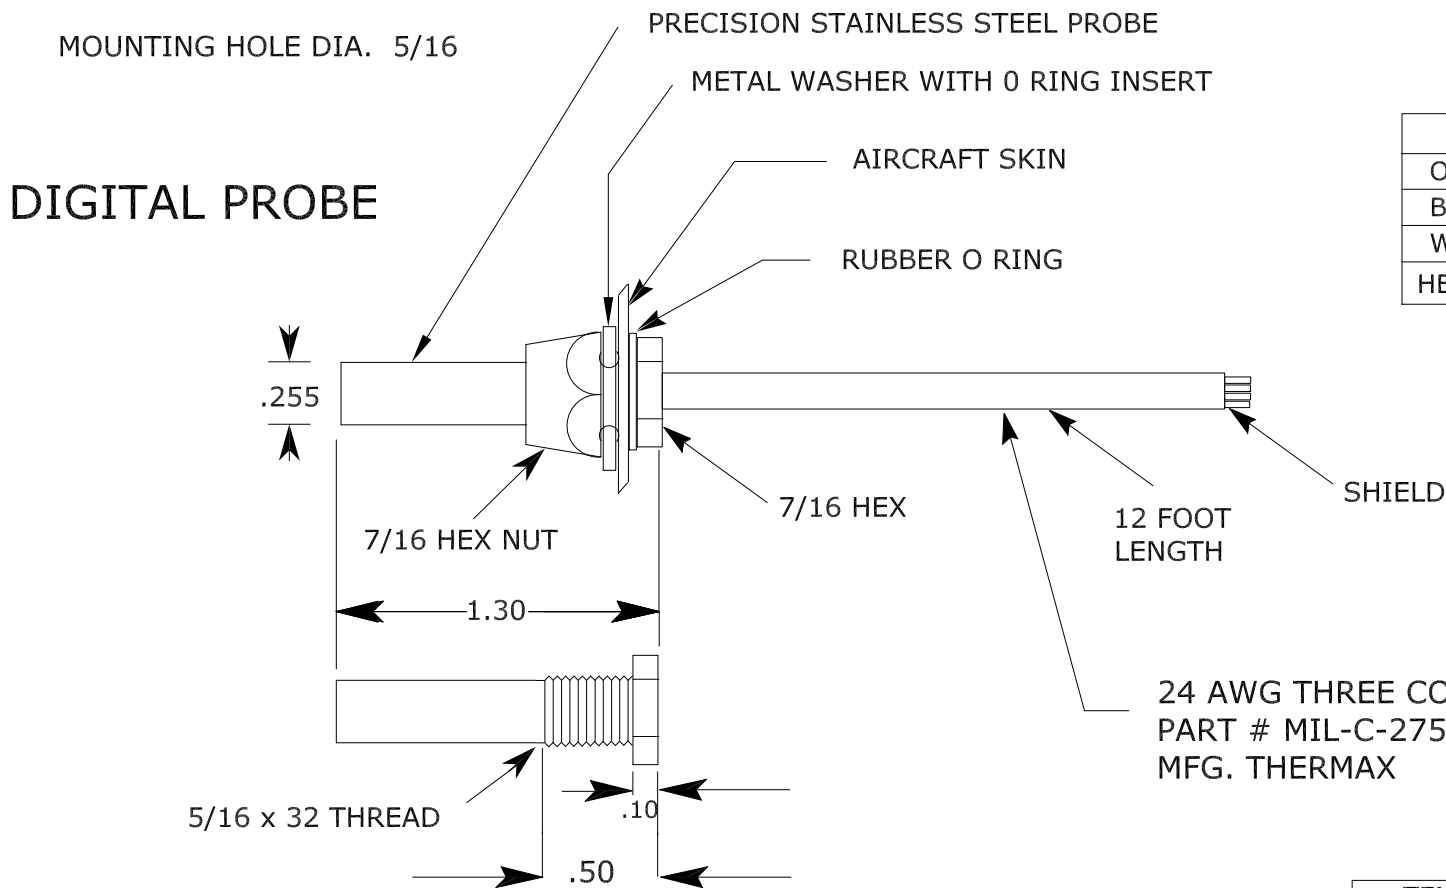 PRECISION STAINLESS STEEL PROBE
MOUNTING HOLE DIA. 5/16
METAL WASHER WITH 0 RING INSERT
AIRCRAFT SKIN
DIGITAL PROBE
RUBBER O RING
.255
SHIELD
7/16 HEX
12 FOOT
LENGTH
7/16 HEX NUT
1.30
24 AWG THREE
PART # MIL-C-275
MFG. THERMAX
.10
5/16 x 32 THREAD
.50